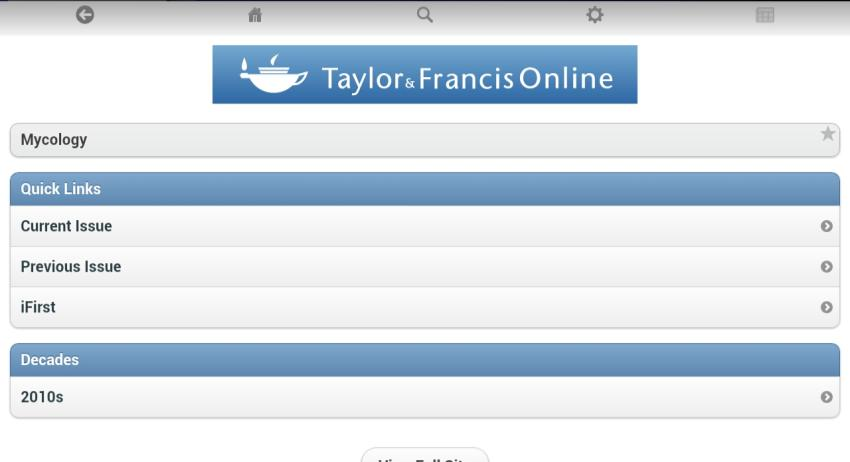 Taylor & Francis Online
Mycology
Quick Links
Current Issue
Previous Issue
iFirst
Decades
2010s